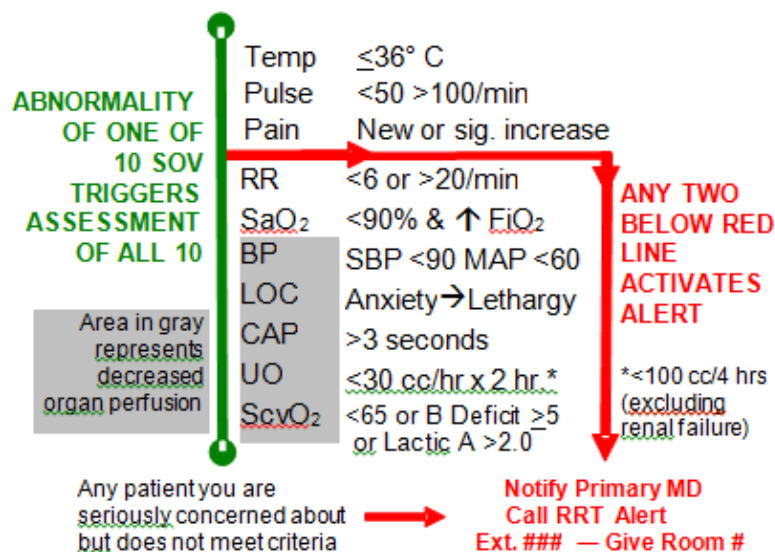 ABNORMALITY
OF ONE OF
10 SOV
TRIGGERS
ASSESSMENT
OF ALL 10
Temp ≤36° C
Pulse <50 >100/min
Pain New or sig. increase
RR <6 or >20/min
SaO₂ <90% & ↑ FiO₂
BP SBP <90 MAP <60
LOC Anxiety→Lethargy
CAP >3 seconds
UO <30 cc/hr x 2 hr.*
ScvO₂ <65 or B Deficit ≥5
or Lactic A >2.0
Area in gray
represents
decreased
organ perfusion
ANY TWO
BELOW RED
LINE
ACTIVATES
ALERT
*<100 cc/4 hrs
(excluding
renal failure)
Any patient you are
seriously concerned about
but does not meet criteria
Notify Primary MD
Call RRT Alert
Ext. ### — Give Room #